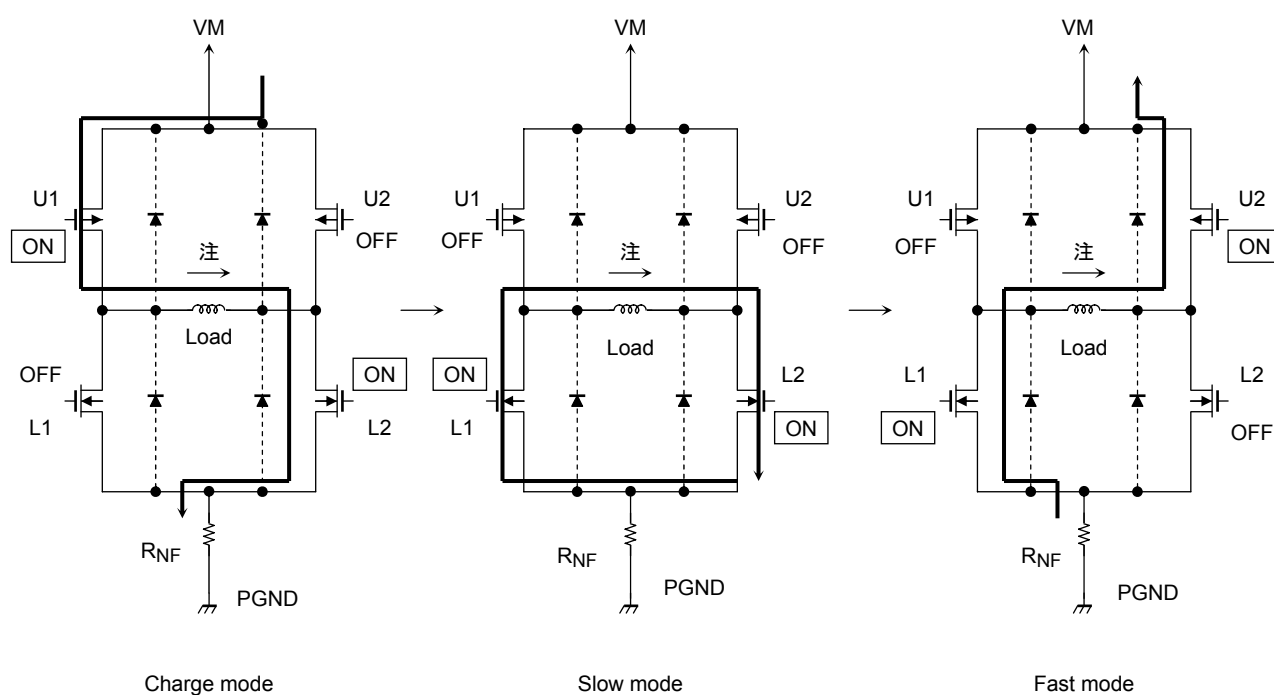 VM
U1
U2
ON
OFF
注
Load
OFF
ON
L1
L2
RNF
PGND
Charge mode
VM
U1
U2
OFF
OFF
注
Load
ON
L2
L1
ON
RNF
PGND
Slow mode
VM
U1
U2
OFF
ON
注
Load
L1
L2
ON
OFF
RNF
PGND
Fast mode